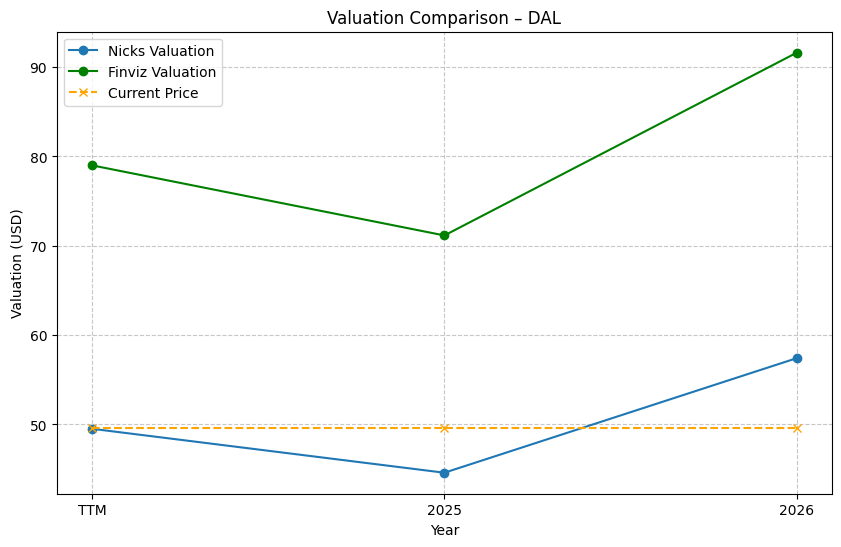 Valuation Comparison – DAL
Nicks Valuation
Finviz Valuation
Current Price
Valuation (USD)
90
80
70
60
50
TTM
2025
2026
Year